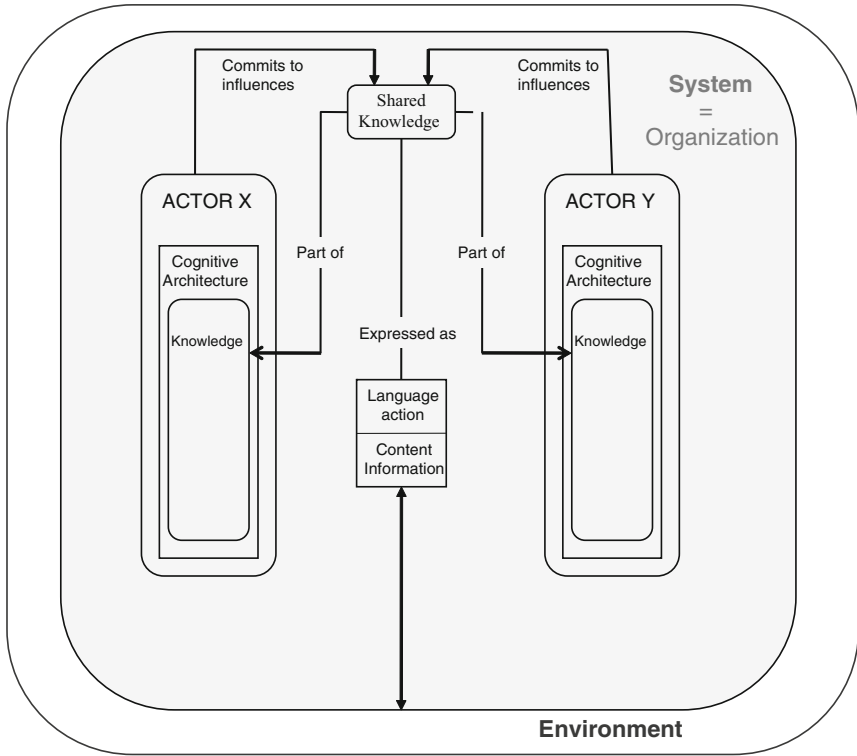 Commits to
influences
Commits to
influences
Shared
Knowledge
System
=
Organization
ACTOR X
ACTOR Y
Part of
Part of
Cognitive
Architecture
Cognitive
Architecture
Knowledge
Knowledge
Expressed as
Language
action
Content
Information
Environment